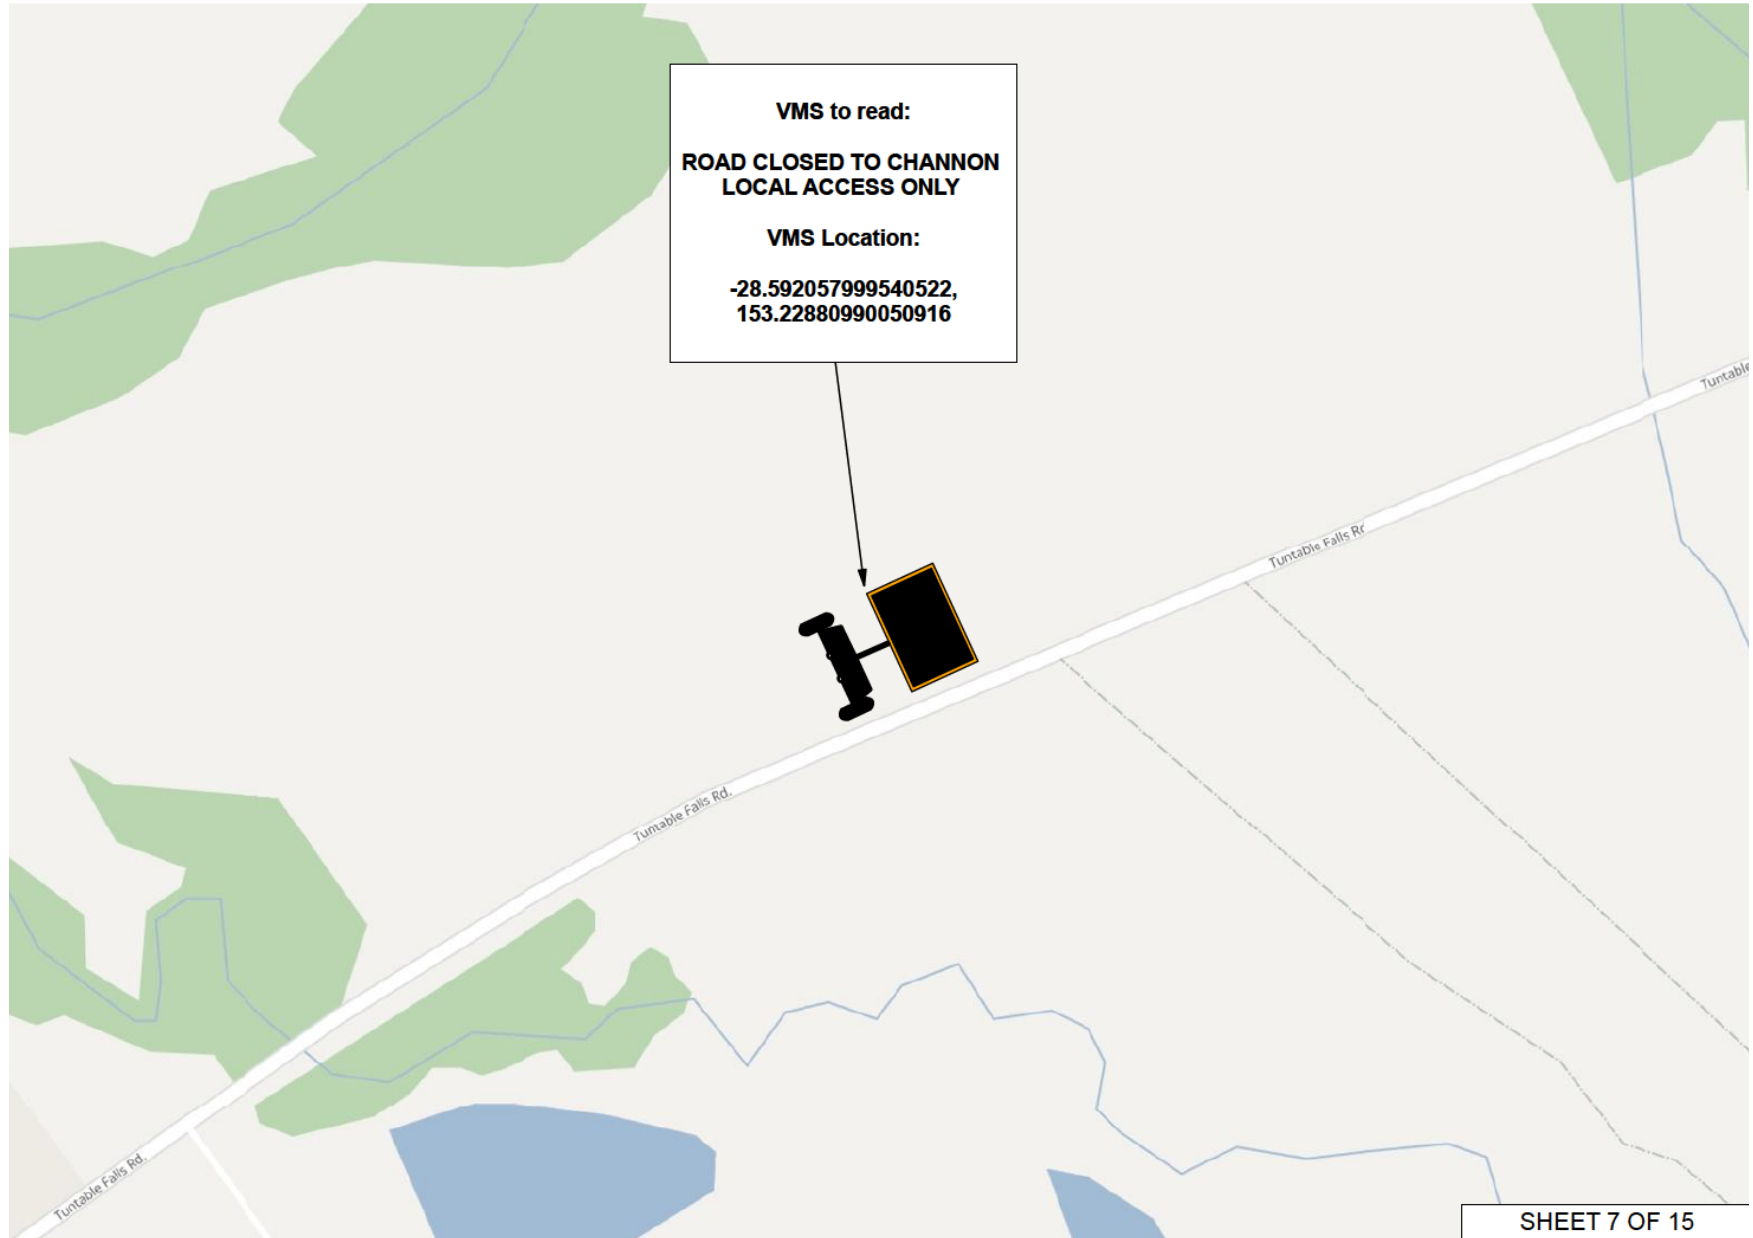 VMS to read:
ROAD CLOSED TO CHANNON
LOCAL ACCESS ONLY
VMS Location:
-28.592057999540522,
153.22880990050916
Tuntable
Tuntable Falls Rd
Tuntable Falls Rd.
Tuntable Falls Rd.
SHEET 7 OF 15